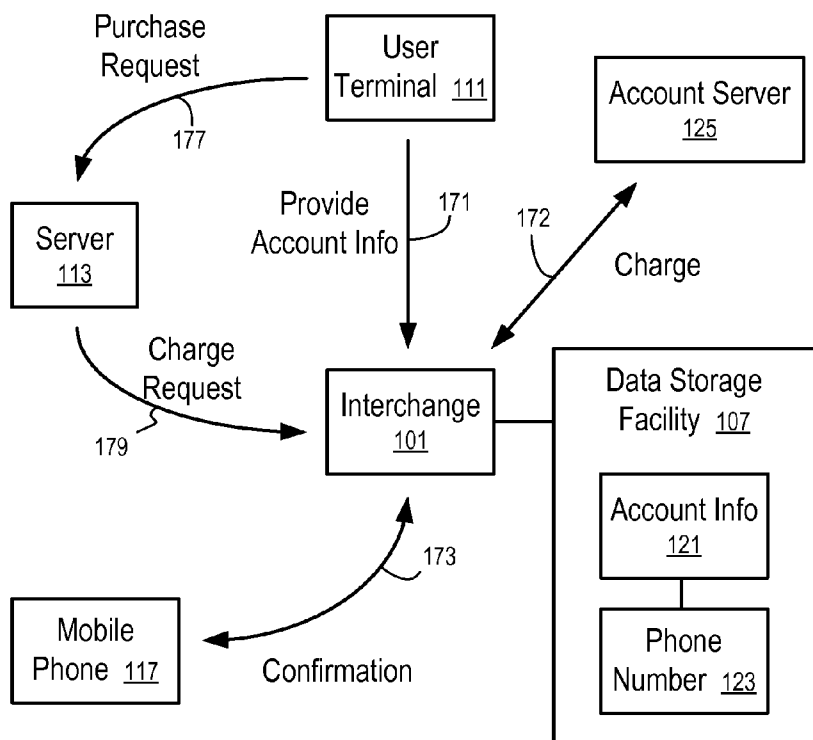 Purchase
Request
177
User
Terminal 111
Account Server
125
Provide
Account Info
171
172
Charge
Server
113
Charge
Request
179
Interchange
101
Data Storage
Facility 107
Account Info
121
Phone
Number 123
173
Mobile
Phone 117
Confirmation